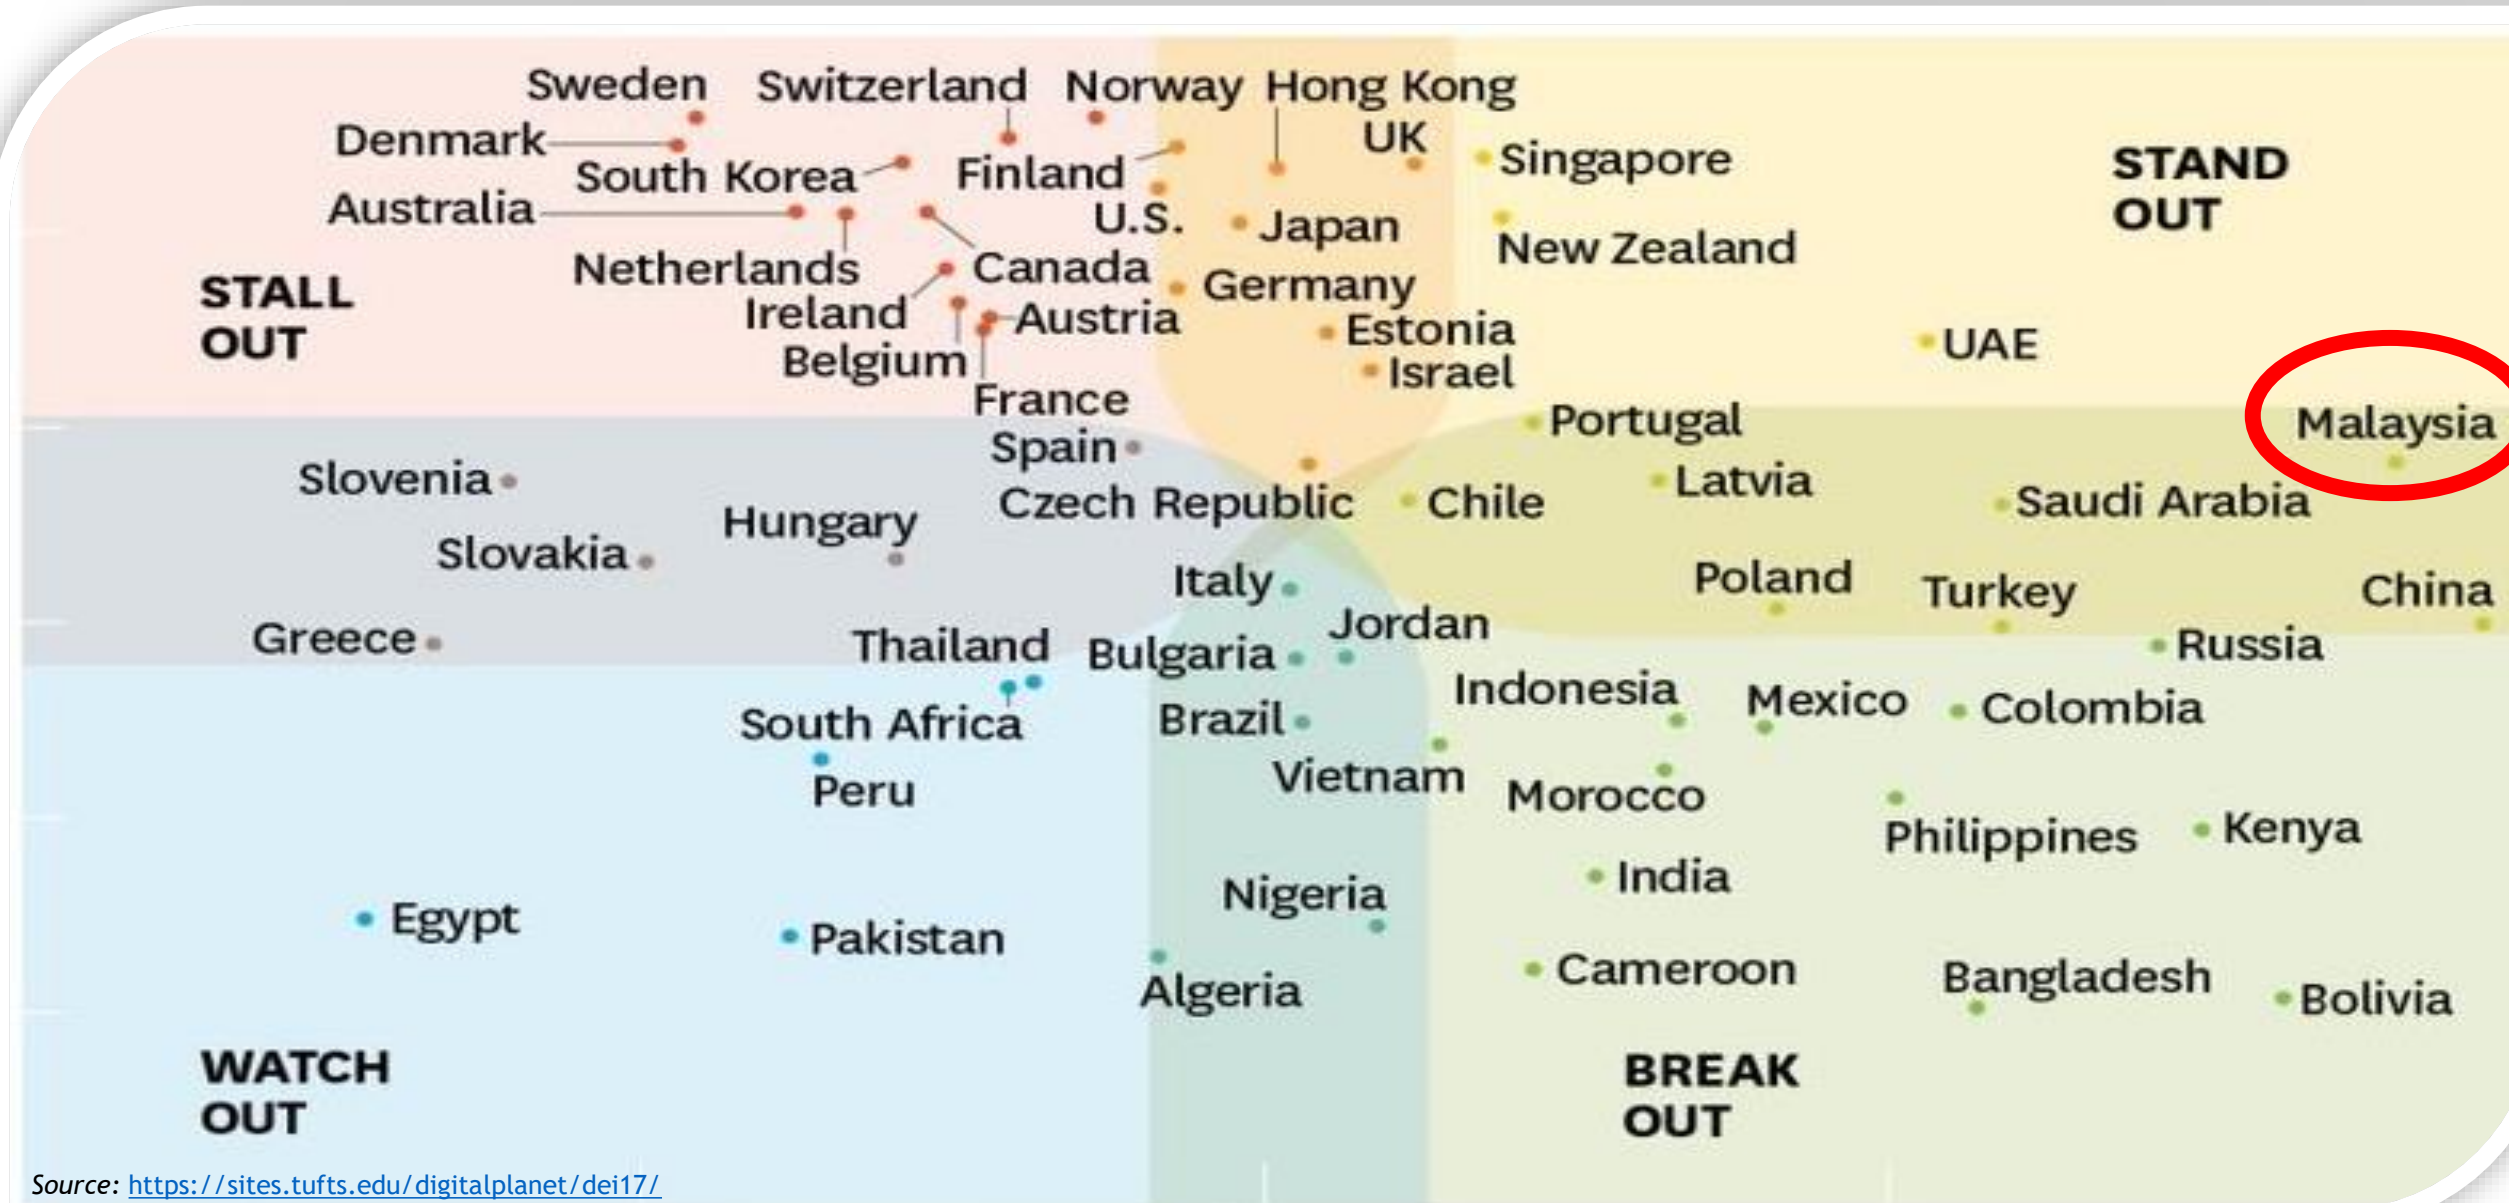 Sweden Switzerland Norway Hong Kong
Denmark UK
South Korea Finland Singapore STAND
Australia U.S. Japan OUT
Netherlands Canada New Zealand
STALL Ireland Austria Germany
OUT Belgium Estonia UAE
France Israel
Spain Portugal Malaysia
Slovenia Czech Republic Chile Latvia Saudi Arabia
Hungary
Slovakia Italy Poland Turkey China
Greece Thailand Bulgaria Jordan Russia
South Africa Brazil Indonesia Mexico Colombia
Peru Vietnam Morocco
Philippines Kenya
India
Egypt Pakistan Nigeria
Algeria Cameroon Bangladesh Bolivia
WATCH BREAK
OUT OUT
Source: https://sites.tufts.edu/digitalplanet/dei17/